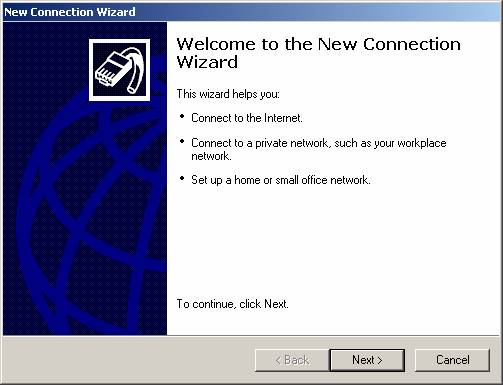 New Connection Wizard
Welcome to the New Connection
Wizard
This wizard helps you:
• Connect to the Internet.
• Connect to a private network, such as your workplace
network.
• Set up a home or small office network.
To continue, click Next.
< Back
Next >
Cancel